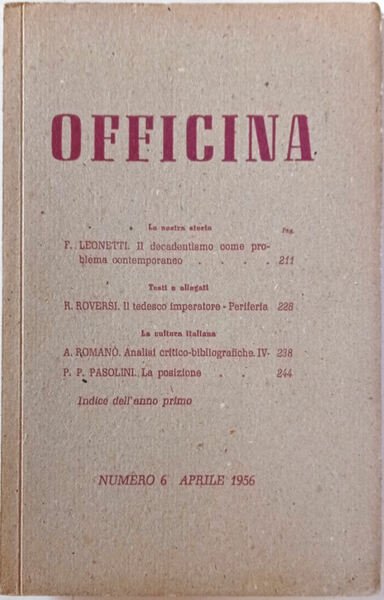 OFFICINA
La nostra storia Pag.
F. LEONETTI. Il decadentismo come pro-
blema contemporaneo . . . . . 211
Testi e allegati
R. ROVERSI. Il tedesco imperatore - Periferia 228
La cultura italiana
A. ROMANÒ. Analisi critico-bibliografiche. IV- 238
P. P. PASOLINI. La posizione . . . . 244
Indice dell'anno primo
NUMERO 6 APRILE 1956